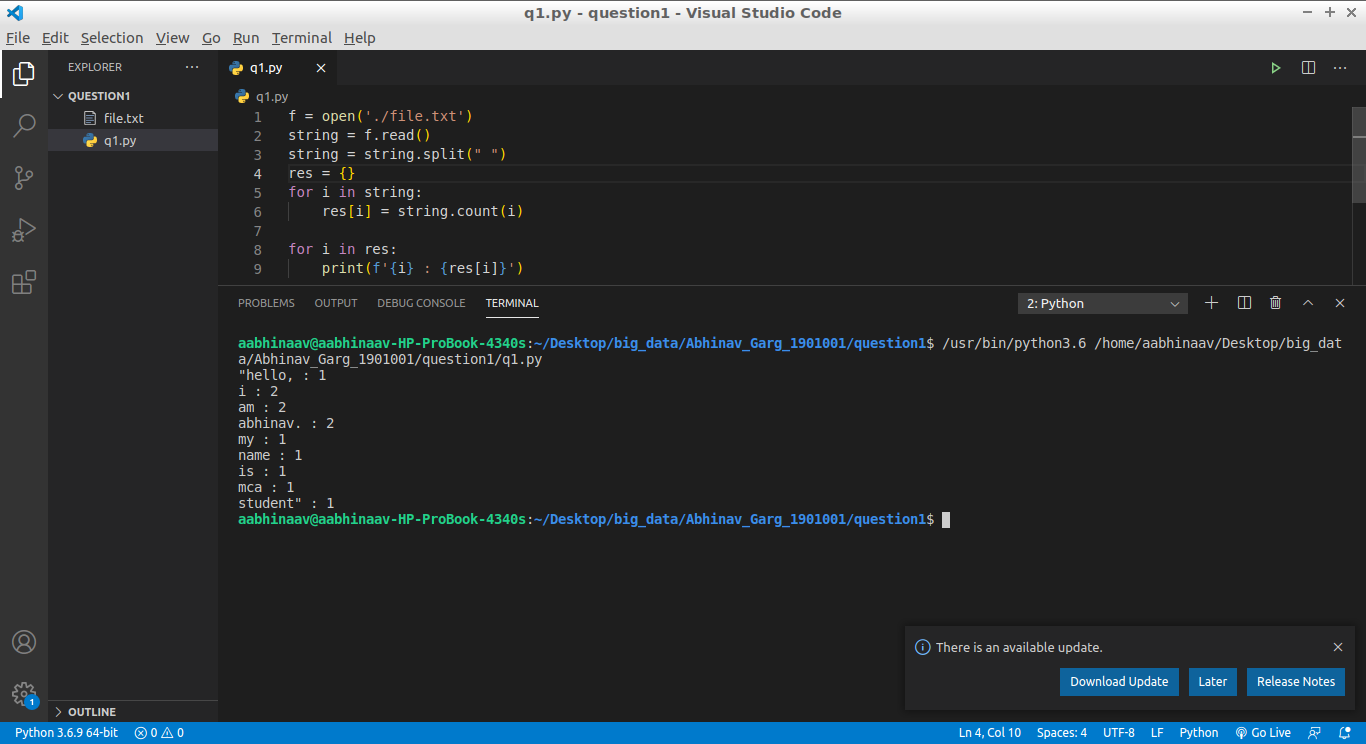 q1.py - question1 - Visual Studio Code
File Edit Selection View Go Run Terminal Help
EXPLORER
QUESTION1
file.txt
q1.py
OUTLINE
q1.py
q1.py
1 f = open('./file.txt')
2 string = f.read()
3 string = string.split(" ")
4 res = {}
5 for i in string:
6 res[i] = string.count(i)
7
8 for i in res:
9 print(f'{i} : {res[i]}')
PROBLEMS OUTPUT DEBUG CONSOLE TERMINAL
2: Python
aabhinaav@aabhinaav-HP-ProBook-4340s:~/Desktop/big_data/Abhinav_Garg_1901001/question1$ /usr/bin/python3.6 /home/aabhinaav/Desktop/big_dat
a/Abhinav_Garg_1901001/question1/q1.py
"hello, : 1
i : 2
am : 2
abhinav. : 2
my : 1
name : 1
is : 1
mca : 1
student" : 1
aabhinaav@aabhinaav-HP-ProBook-4340s:~/Desktop/big_data/Abhinav_Garg_1901001/question1$
There is an available update.
Download Update Later Release Notes
1
Python 3.6.9 64-bit 0 0 Ln 4, Col 10 Spaces: 4 UTF-8 LF Python Go Live